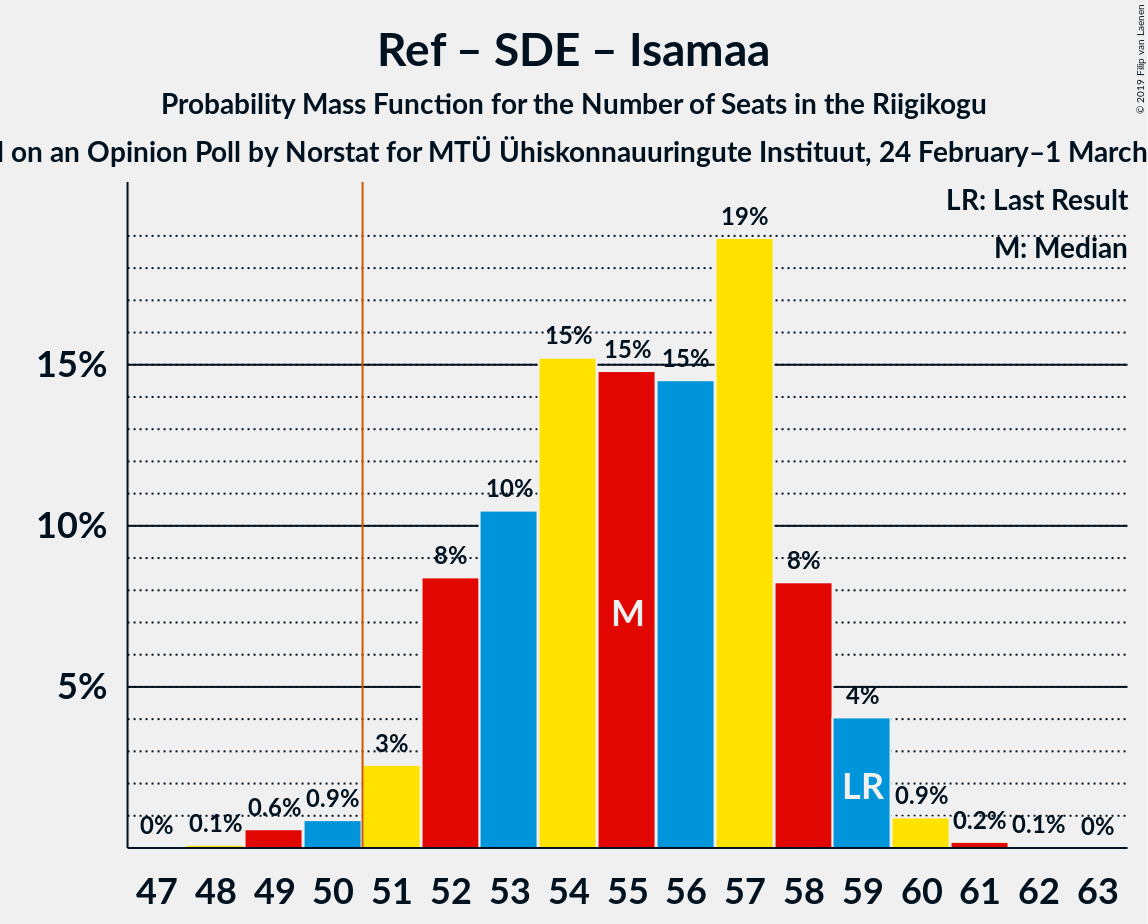 Ref – SDE – Isamaa
Probability Mass Function for the Number of Seats in the Riigikogu
on an Opinion Poll by Norstat for MTÜ Ühiskonnauuringute Instituut, 24 February–1 March
© 2019 Filip van Laenen
LR: Last Result
M: Median
15%
10%
5%
0%
0.1%
0.6%
0.9%
3%
8%
10%
15%
15%
15%
19%
8%
4%
0.9%
0.2%
0.1%
0%
M
LR
47 48 49 50 51 52 53 54 55 56 57 58 59 60 61 62 63